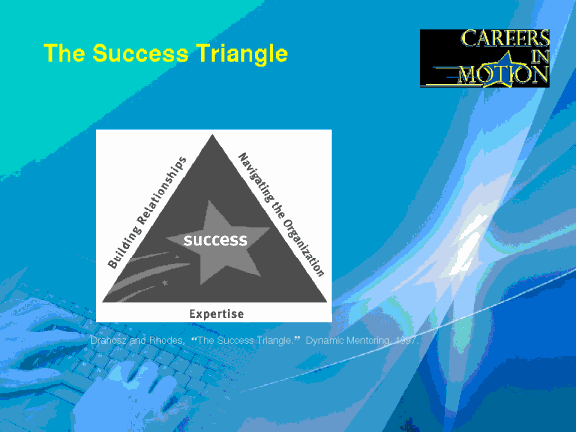 The Success Triangle
CAREERS
IN
MOTION
Building Relationships
Navigating the Organization
success
Expertise
Dranosz and Rhodes, “The Success Triangle.” Dynamic Mentoring, 1997.